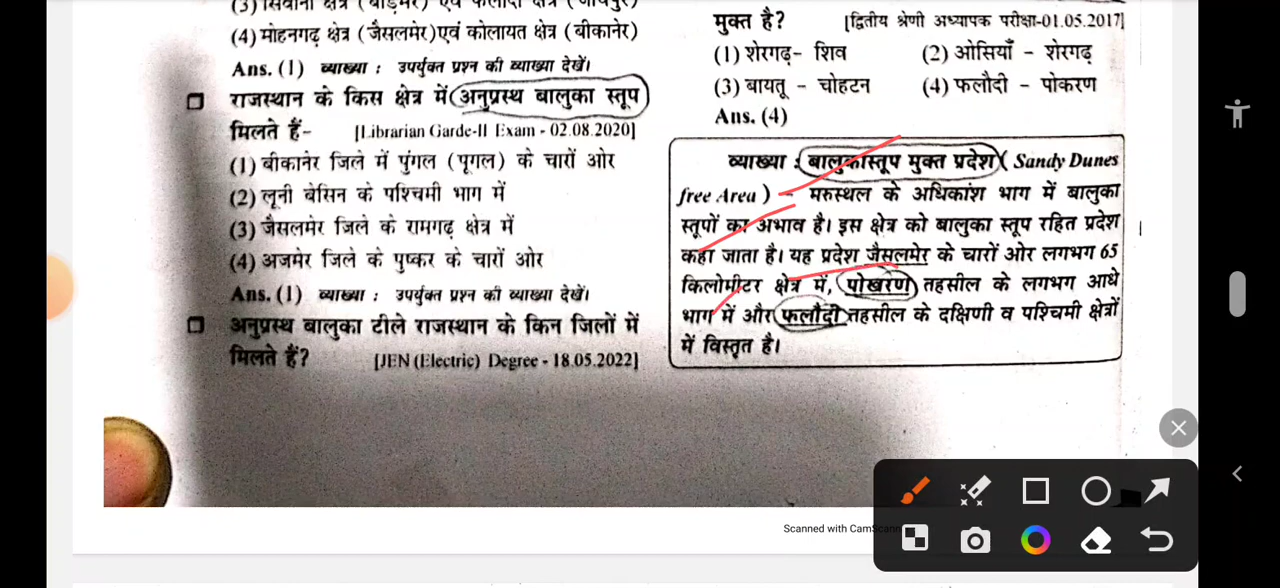 (3) सिवाना क्षेत्र (बाड़मेर) एवं फलौदी क्षेत्र (जोधपुर)
(4) मोहनगढ़ क्षेत्र (जैसलमेर)एवं कोलायत क्षेत्र (बीकानेर)
Ans. (1) व्याख्या : उपर्युक्त प्रश्न की व्याख्या देखें।
राजस्थान के किस क्षेत्र में अनुप्रस्थ बालुका स्तूप
मिलते हैं- [Librarian Garde-II Exam - 02.08.2020]
(1) बीकानेर जिले में पुंगल (पूगल) के चारों ओर
(2) लूनी बेसिन के पश्चिमी भाग में
(3) जैसलमेर जिले के रामगढ़ क्षेत्र में
(4) अजमेर जिले के पुष्कर के चारों ओर
Ans. (1) व्याख्या : उपर्युक्त प्रश्न की व्याख्या देखें।
अनुप्रस्थ बालुका टीले राजस्थान के किन जिलों में
मिलते हैं? [JEN (Electric) Degree - 18.05.2022]
मुक्त है? [द्वितीय श्रेणी अध्यापक परीक्षा-01.05.2017]
(1) शेरगढ़- शिव (2) ओसियाँ - शेरगढ़
(3) बायतू - चोहटन (4) फलौदी - पोकरण
Ans. (4)
व्याख्या : बालुकास्तूप मुक्त प्रदेश ( Sandy Dunes
free Area ) - मरुस्थल के अधिकांश भाग में बालुका
स्तूपों का अभाव है। इस क्षेत्र को बालुका स्तूप रहित प्रदेश
कहा जाता है। यह प्रदेश जैसलमेर के चारों ओर लगभग 65
किलोमीटर क्षेत्र में, पोखरण तहसील के लगभग आधे
भाग में और फलौदी तहसील के दक्षिणी व पश्चिमी क्षेत्रों
में विस्तृत है।
Scanned with